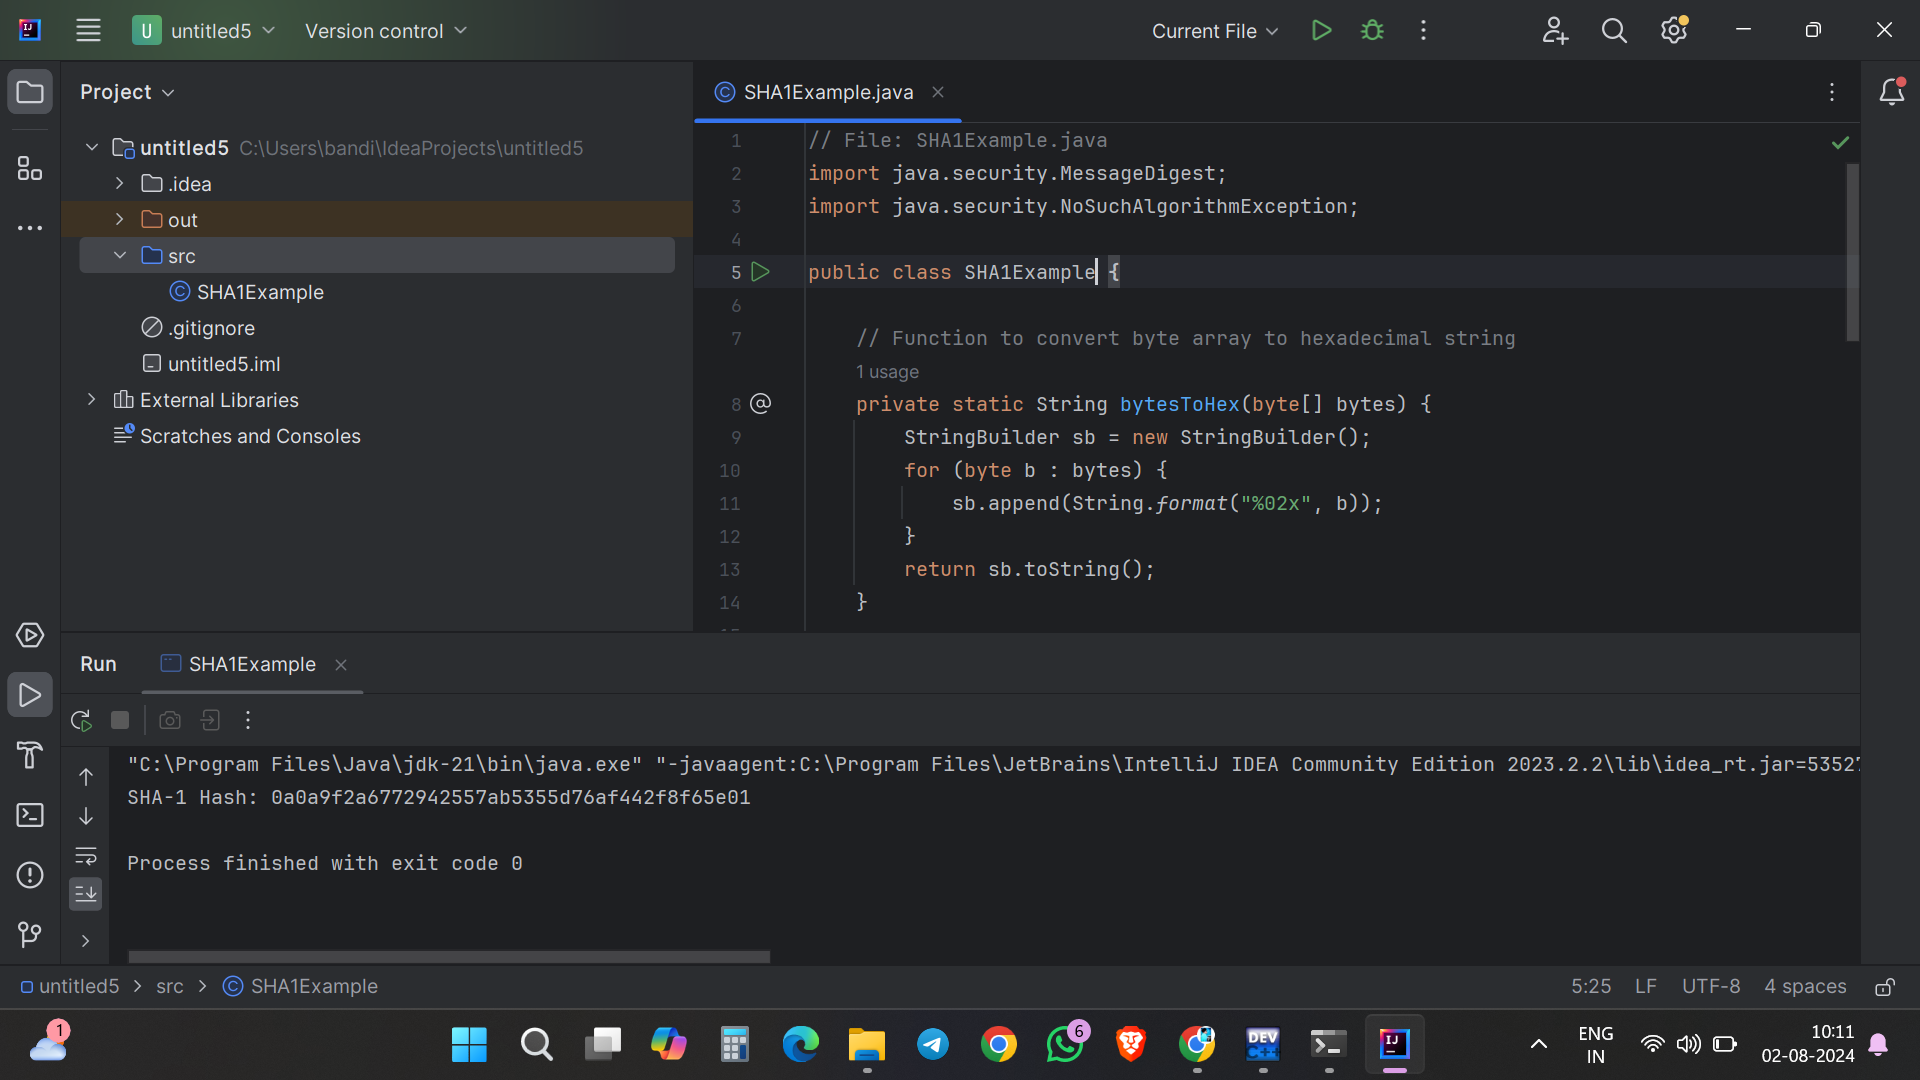 untitled5
Version control
Current File
Project
SHA1Example.java
untitled5 C:\Users\bandi\IdeaProjects\untitled5
.idea
out
src
SHA1Example
.gitignore
untitled5.iml
External Libraries
Scratches and Consoles
1 // File: SHA1Example.java
2 import java.security.MessageDigest;
3 import java.security.NoSuchAlgorithmException;
4
5 public class SHA1Example {
6
7 // Function to convert byte array to hexadecimal string
1 usage
8 private static String bytesToHex(byte[] bytes) {
9 StringBuilder sb = new StringBuilder();
10 for (byte b : bytes) {
11 sb.append(String.format("%02x", b));
12 }
13 return sb.toString();
14 }
Run
SHA1Example
"C:\Program Files\Java\jdk-21\bin\java.exe" "-javaagent:C:\Program Files\JetBrains\IntelliJ IDEA Community Edition 2023.2.2\lib\idea_rt.jar=53527
SHA-1 Hash: 0a0a9f2a6772942557ab5355d76af442f8f65e01
Process finished with exit code 0
untitled5 > src > SHA1Example
5:25 LF UTF-8 4 spaces
1
6
DEV
C++
IJ
ENG
IN
10:11
02-08-2024